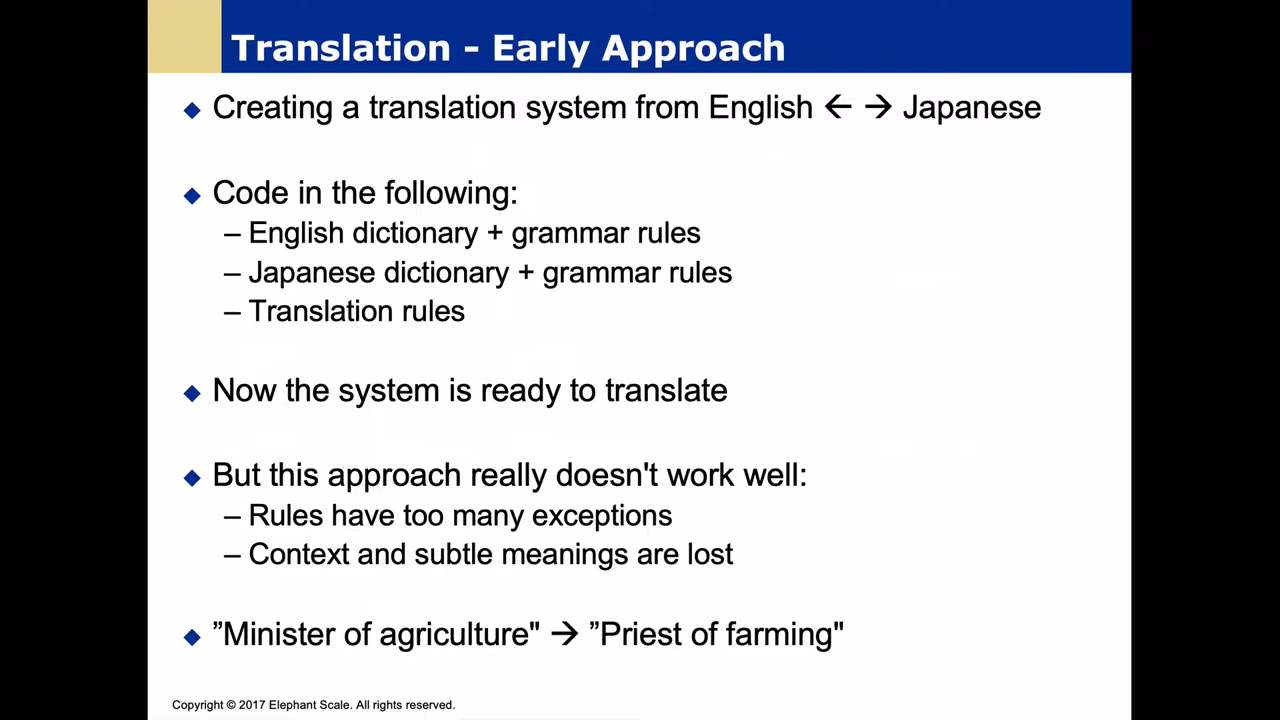 Translation - Early Approach
◆ Creating a translation system from English ← → Japanese
◆ Code in the following:
– English dictionary + grammar rules
– Japanese dictionary + grammar rules
– Translation rules
◆ Now the system is ready to translate
◆ But this approach really doesn't work well:
– Rules have too many exceptions
– Context and subtle meanings are lost
◆ ”Minister of agriculture" → ”Priest of farming"
Copyright © 2017 Elephant Scale. All rights reserved.